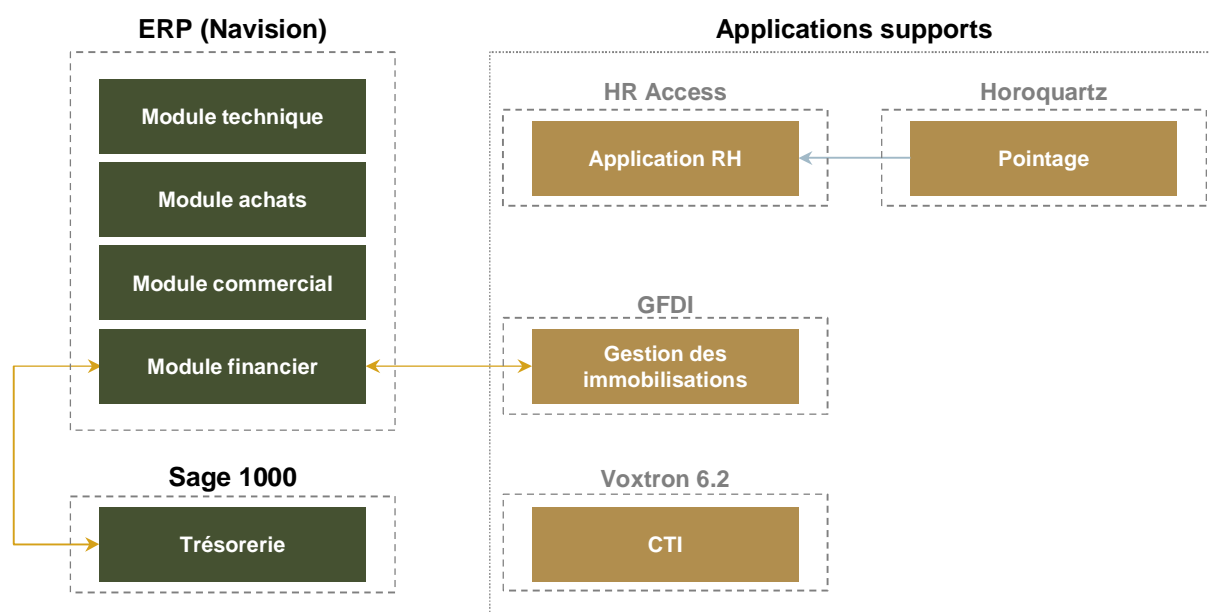 ERP (Navision)
Module technique
Module achats
Module commercial
Module financier
Sage 1000
Trésorerie
Applications supports
HR Access
Application RH
Horoquartz
Pointage
GFDI
Gestion des
immobilisations
Voxtron 6.2
CTI